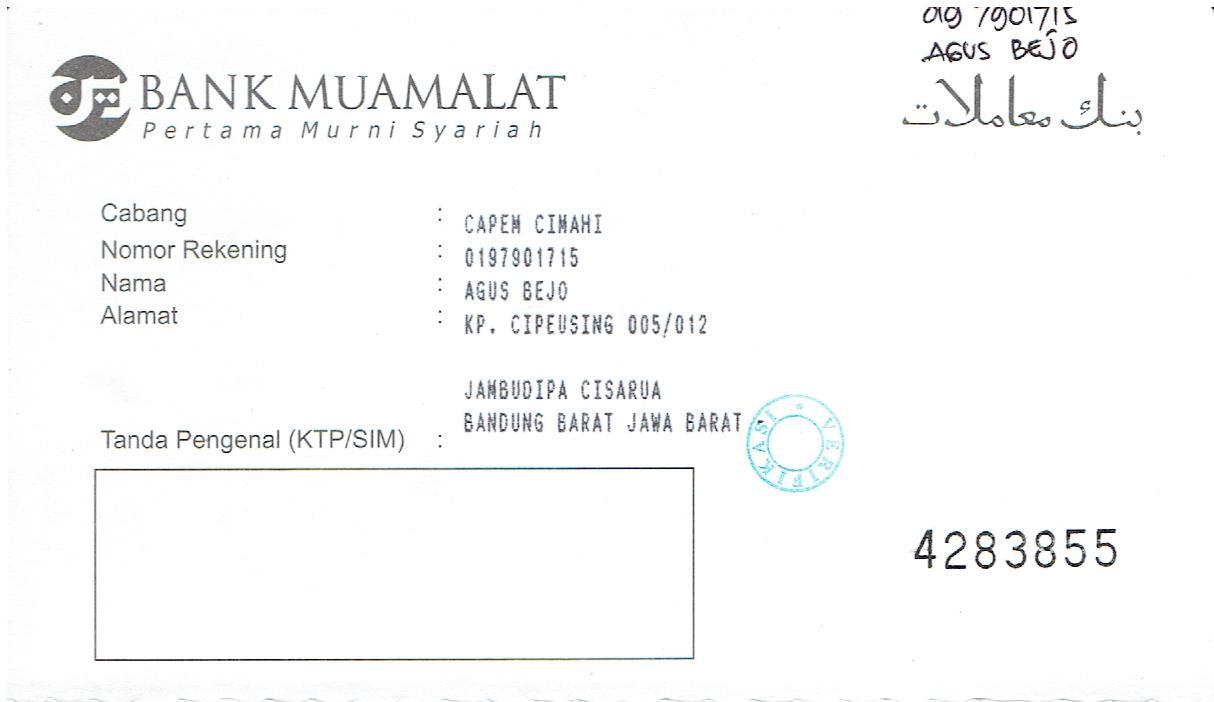 019 7901715
AGUS BEJO
BANK MUAMALAT
Pertama Murni Syariah
بنك معاملات
Cabang : CAPEM CIMAHI
Nomor Rekening : 0197901715
Nama : AGUS BEJO
Alamat : KP. CIPEUSING 005/012
JAMBUDIPA CISARUA
BANDUNG BARAT JAWA BARAT
Tanda Pengenal (KTP/SIM) :
VERIFIKASI
4283855